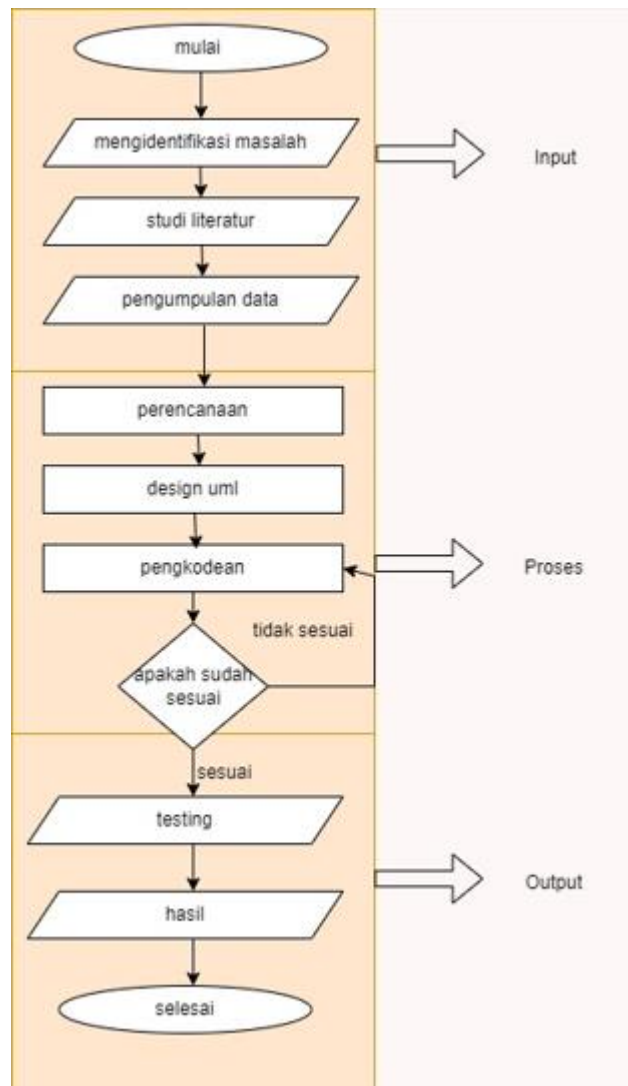 mulai
mengidentifikasi masalah
Input
studi literatur
pengumpulan data
perencanaan
design uml
pengkodean
Proses
tidak sesuai
apakah sudah
sesuai
sesuai
testing
Output
hasil
selesai